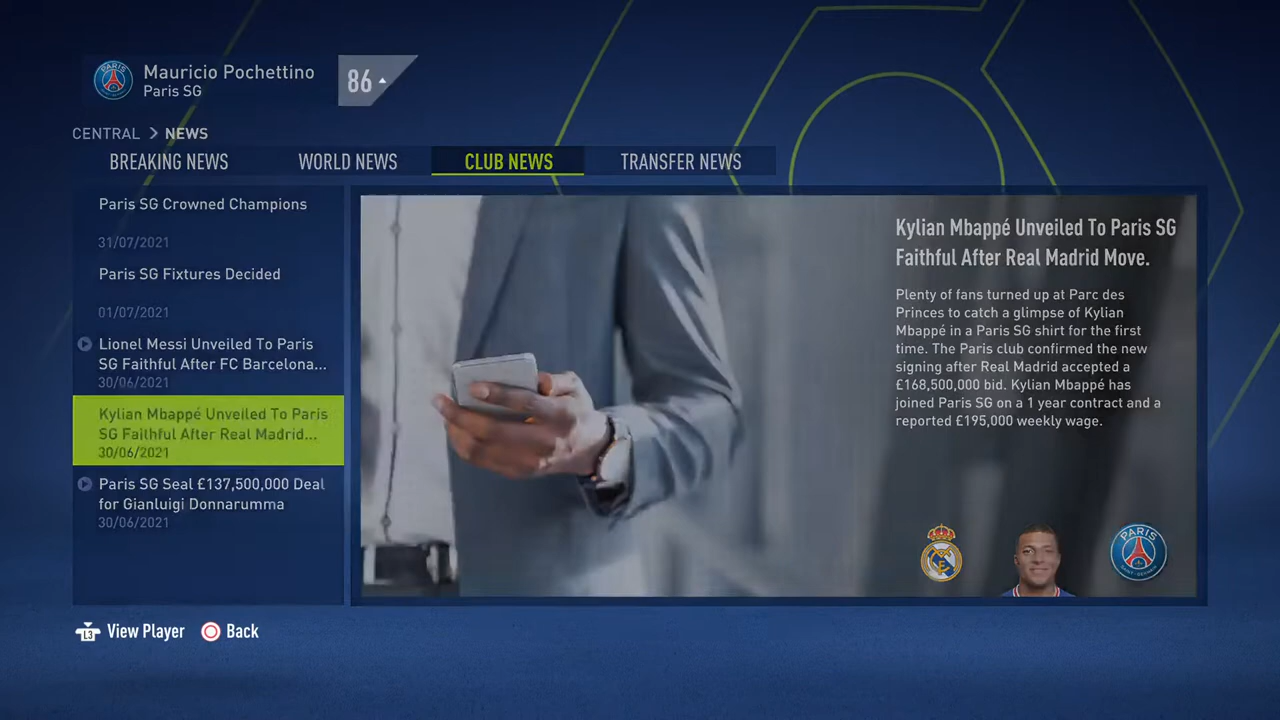 Mauricio Pochettino
Paris SG
86
CENTRAL > NEWS
BREAKING NEWS
WORLD NEWS
CLUB NEWS
TRANSFER NEWS
Paris SG Crowned Champions
31/07/2021
Paris SG Fixtures Decided
01/07/2021
Lionel Messi Unveiled To Paris
SG Faithful After FC Barcelona...
30/06/2021
Kylian Mbappé Unveiled To Paris
SG Faithful After Real Madrid...
30/06/2021
Paris SG Seal £137,500,000 Deal
for Gianluigi Donnarumma
30/06/2021
Kylian Mbappé Unveiled To Paris SG
Faithful After Real Madrid Move.
Plenty of fans turned up at Parc des
Princes to catch a glimpse of Kylian
Mbappé in a Paris SG shirt for the first
time. The Paris club confirmed the new
signing after Real Madrid accepted a
£168,500,000 bid. Kylian Mbappé has
joined Paris SG on a 1 year contract and a
reported £195,000 weekly wage.
PARIS
SAINT-GERMAIN
L3 View Player
Back